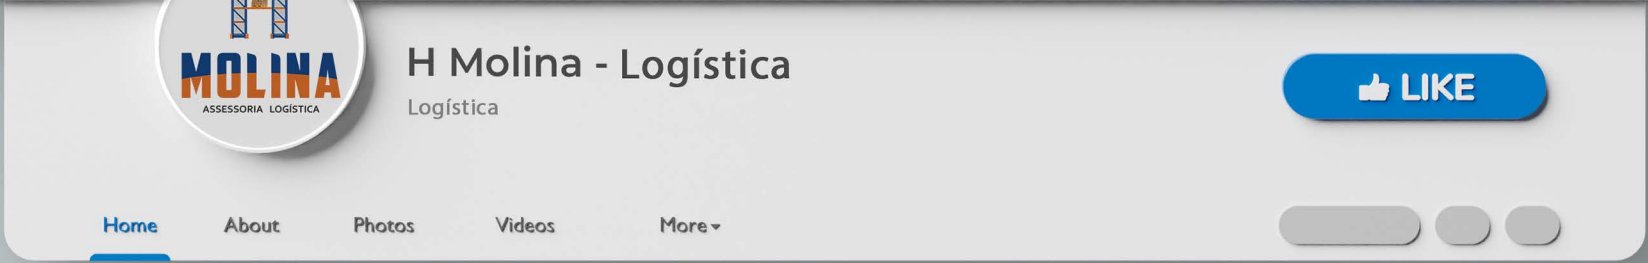 MOLINA
ASSESSORIA LOGÍSTICA
H Molina - Logística
Logística
LIKE
Home About Photos Videos More